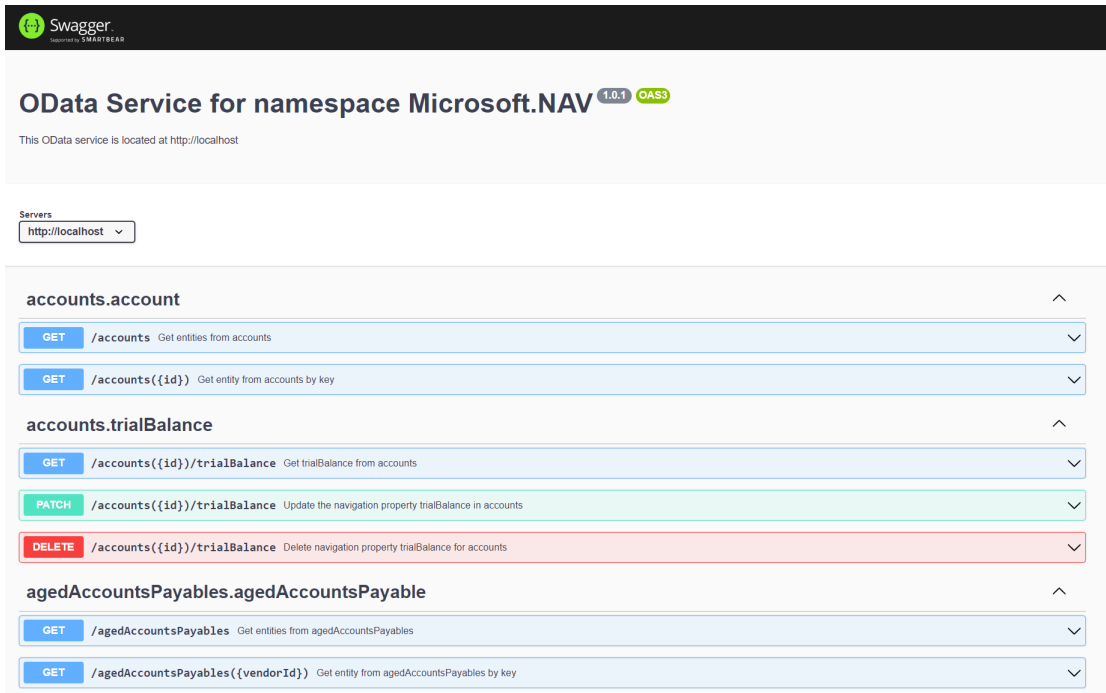 Swagger.
Supported by SMARTBEAR
OData Service for namespace Microsoft.NAV 1.0.1 OAS3
This OData service is located at http://localhost
Servers
http://localhost
accounts.account
GET /accounts Get entities from accounts
GET /accounts({id}) Get entity from accounts by key
accounts.trialBalance
GET /accounts({id})/trialBalance Get trialBalance from accounts
PATCH /accounts({id})/trialBalance Update the navigation property trialBalance in accounts
DELETE /accounts({id})/trialBalance Delete navigation property trialBalance for accounts
agedAccountsPayables.agedAccountsPayable
GET /agedAccountsPayables Get entities from agedAccountsPayables
GET /agedAccountsPayables({vendorId}) Get entity from agedAccountsPayables by key